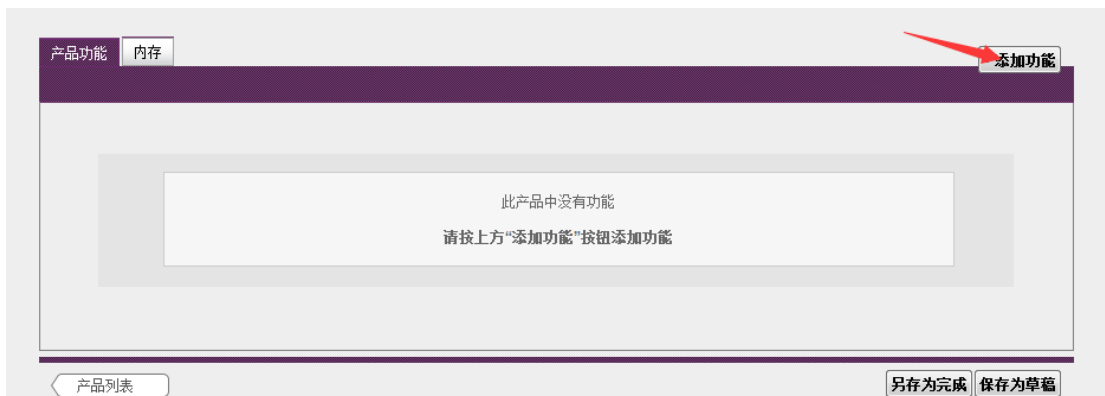 产品功能 内存 添加功能
此产品中没有功能
请按上方“添加功能”按钮添加功能
产品列表 另存为完成 保存为草稿